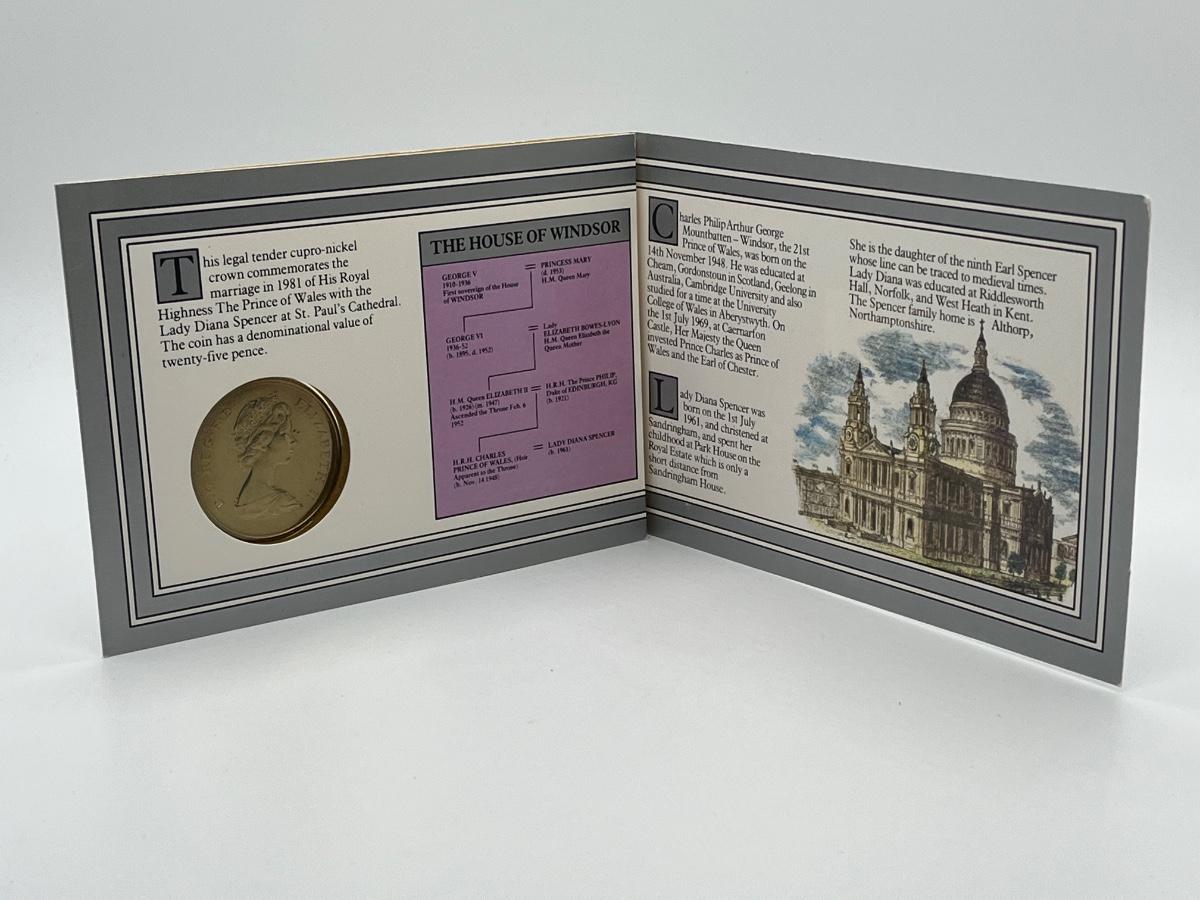 This legal tender cupro-nickel
crown commemorates the
marriage in 1981 of His Royal
Highness The Prince of Wales with the
Lady Diana Spencer at St. Paul's Cathedral.
The coin has a denominational value of
twenty-five pence.
THE HOUSE OF WINDSOR
GEORGE V
1910-1936
First sovereign of the House
of WINDSOR
=
PRINCESS MARY
(d. 1953)
H.M. Queen Mary
GEORGE VI
1936-52
(b. 1895, d. 1952)
=
Lady
ELIZABETH BOWES-LYON
H.M. Queen Elizabeth the
Queen Mother
H.M. Queen ELIZABETH II
(b. 1926) (m. 1947)
Ascended the Throne Feb. 6
1952
=
H.R.H. The Prince PHILIP,
Duke of EDINBURGH, KG
(b. 1921)
H.R.H. CHARLES
PRINCE OF WALES, (Heir
Apparent to the Throne)
(b. Nov. 14 1948)
=
LADY DIANA SPENCER
(b. 1961)
Charles Philip Arthur George
Mountbatten – Windsor, the 21st
Prince of Wales, was born on the
14th November 1948. He was educated at
Cheam, Gordonstoun in Scotland, Geelong in
Australia, Cambridge University and also
studied for a time at the University
College of Wales in Aberystwyth. On
the 1st July 1969, at Caernarfon
Castle, Her Majesty the Queen
invested Prince Charles as Prince of
Wales and the Earl of Chester.
Lady Diana Spencer was
born on the 1st July
1961, and christened at
Sandringham, and spent her
childhood at Park House on the
Royal Estate which is only a
short distance from
Sandringham House.
She is the daughter of the ninth Earl Spencer
whose line can be traced to medieval times.
Lady Diana was educated at Riddlesworth
Hall, Norfolk, and West Heath in Kent.
The Spencer family home is Althorp,
Northamptonshire.